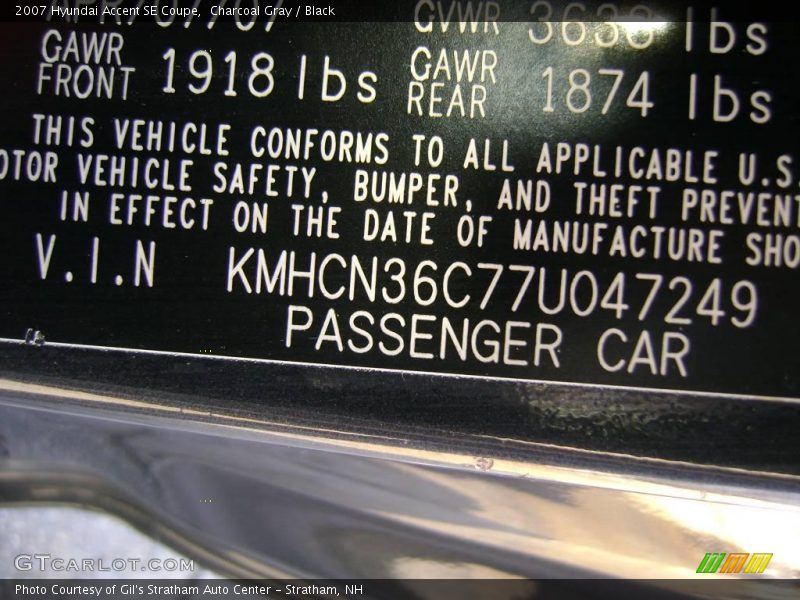 2007 Hyundai Accent SE Coupe, Charcoal Gray / Black
GVWR 3638 lbs
GAWR FRONT 1918 lbs GAWR REAR 1874 lbs
THIS VEHICLE CONFORMS TO ALL APPLICABLE U.S.
OTOR VEHICLE SAFETY, BUMPER, AND THEFT PREVENT
IN EFFECT ON THE DATE OF MANUFACTURE SHO
V.I.N KMHCN36C77U047249
PASSENGER CAR
GTCARLOT.COM
Photo Courtesy of Gil's Stratham Auto Center - Stratham, NH